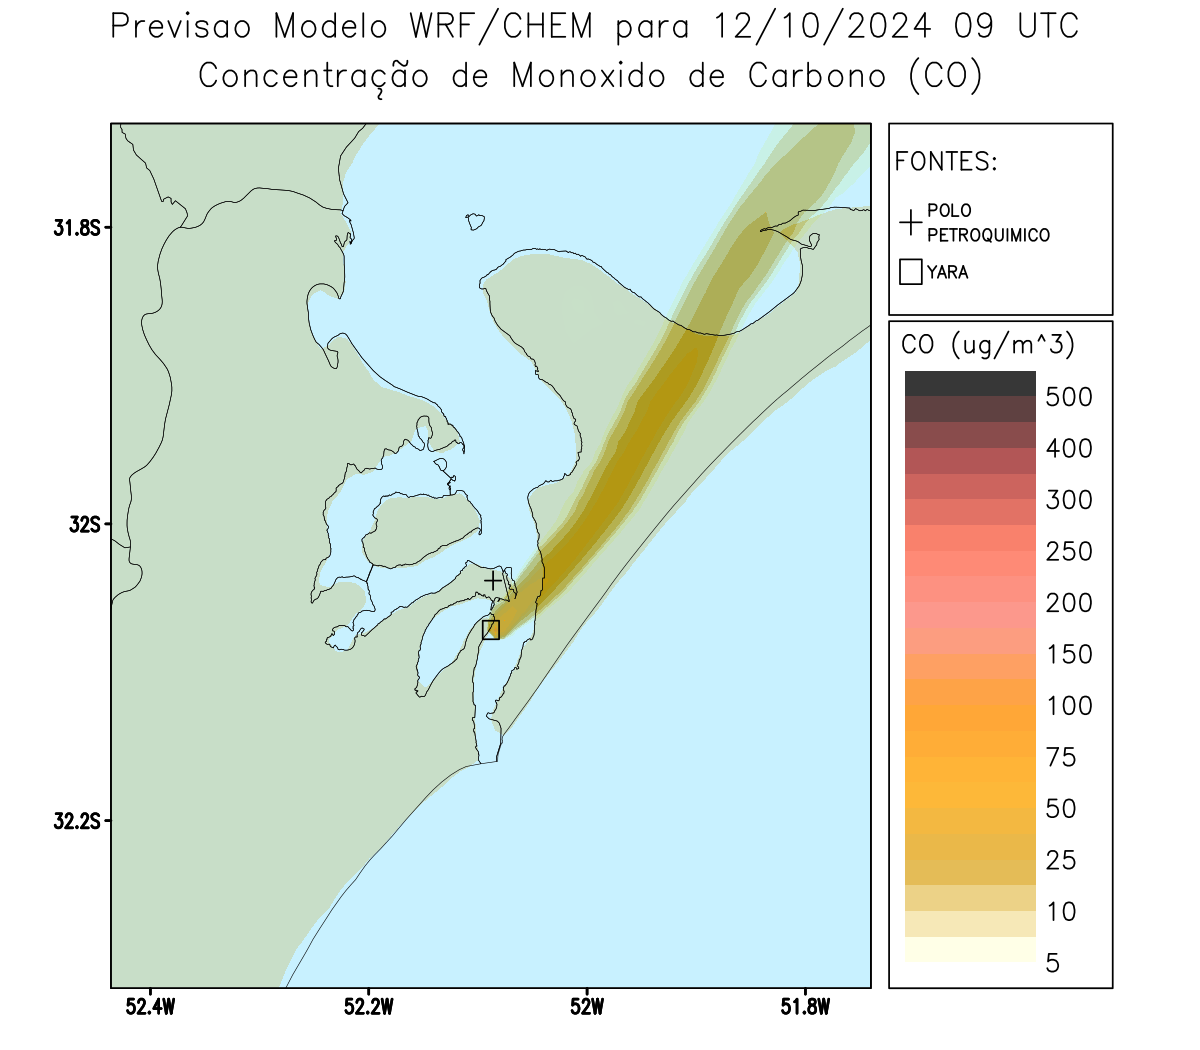 Previsao Modelo WRF/CHEM para 12/10/2024 09 UTC
Concentração de Monoxido de Carbono (CO)
FONTES:
POLO
PETROQUIMICO
YARA
CO (ug/m^3)
500
400
300
250
200
150
100
75
50
25
10
5
31.8S
32S
32.2S
52.4W
52.2W
52W
51.8W